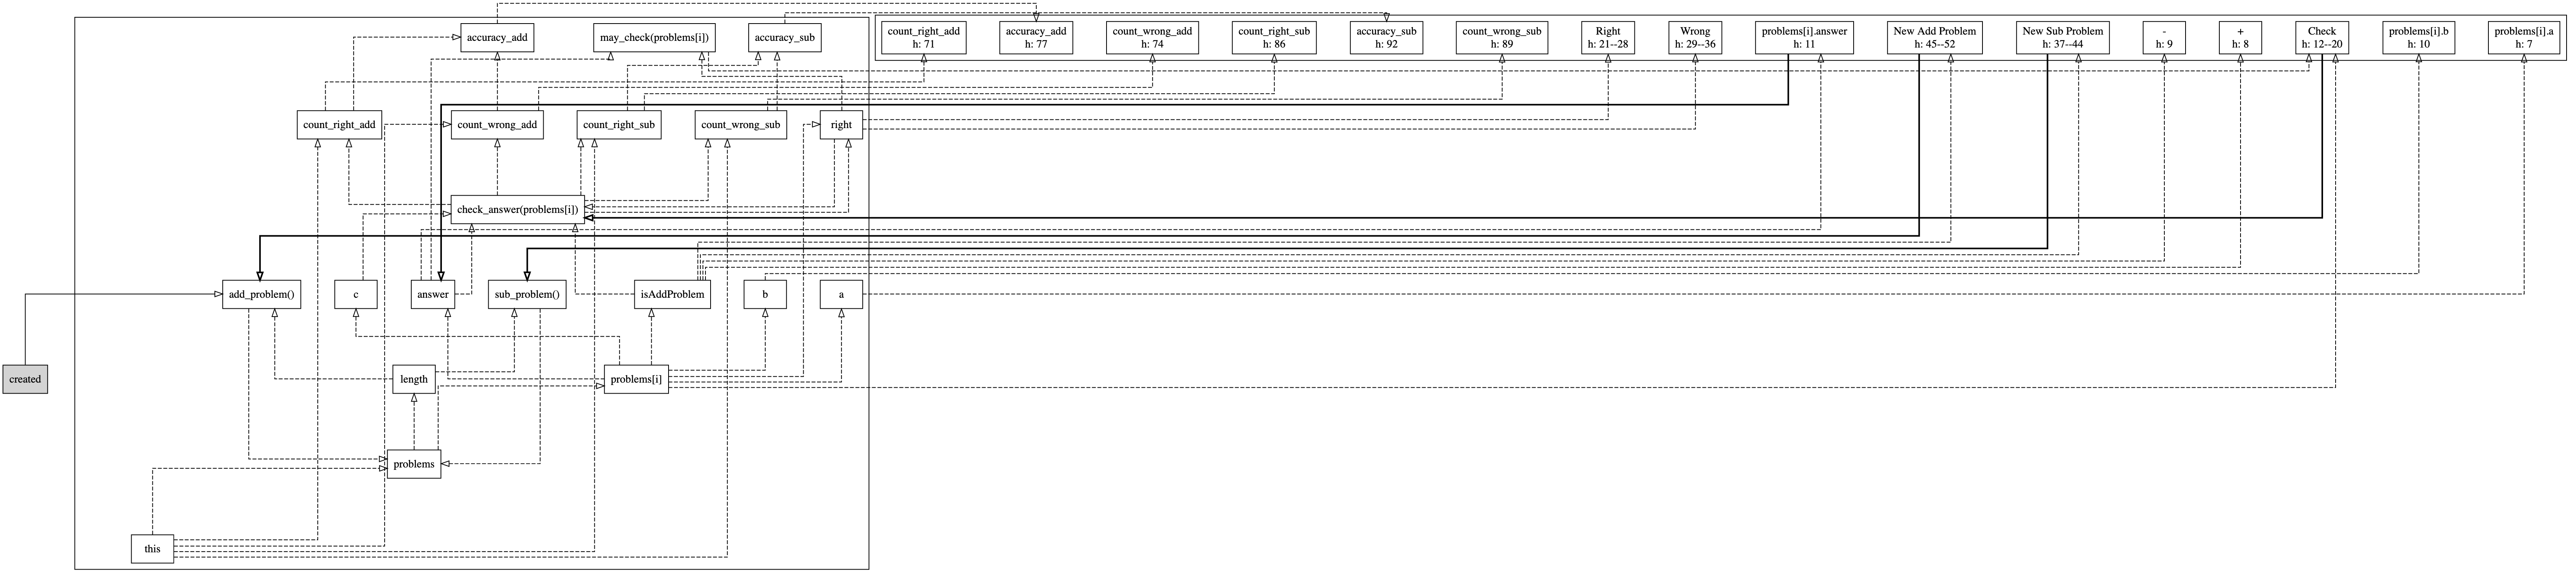 accuracy_add
may_check(problems[i])
accuracy_sub
count_right_add
h: 71
accuracy_add
h: 77
count_wrong_add
h: 74
count_right_sub
h: 86
accuracy_sub
h: 92
count_wrong_sub
h: 89
Right
h: 21--28
Wrong
h: 29--36
problems[i].answer
h: 11
New Add Problem
h: 45--52
New Sub Problem
h: 37--44
-
h: 9
+
h: 8
Check
h: 12--20
problems[i].b
h: 10
problems[i].a
h: 7
count_right_add
count_wrong_add
count_right_sub
count_wrong_sub
right
check_answer(problems[i])
add_problem()
c
answer
sub_problem()
isAddProblem
b
a
created
length
problems[i]
problems
this